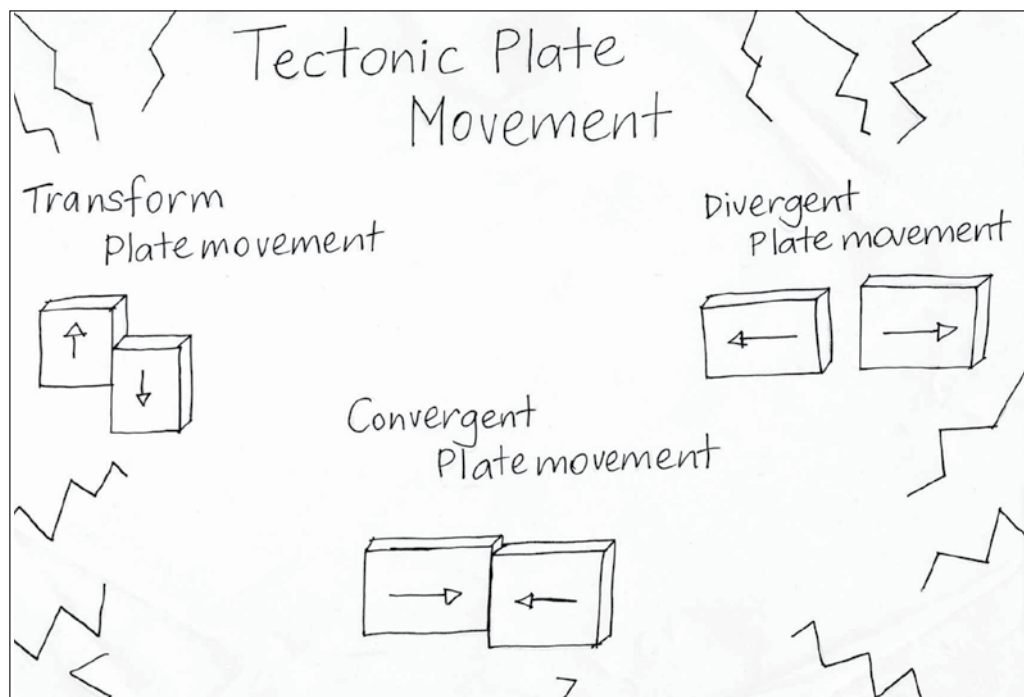 Tectonic Plate
Movement
Transform
Plate movement
Divergent
Plate movement
Convergent
Plate movement